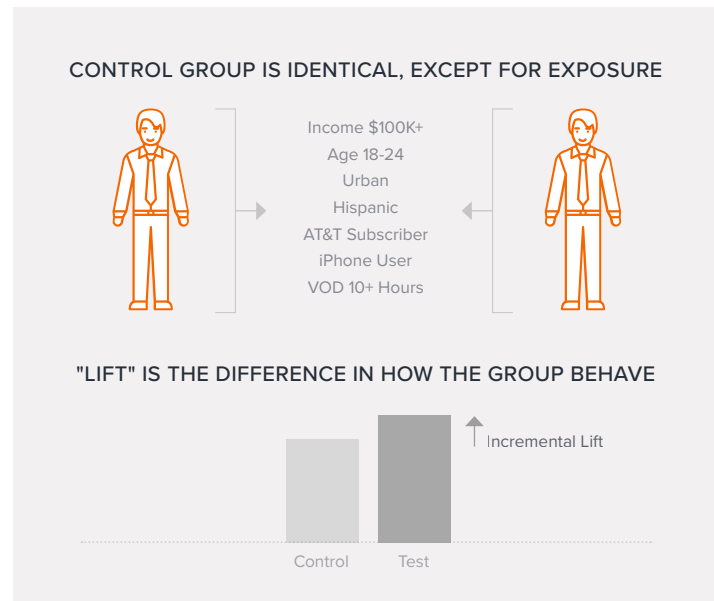 CONTROL GROUP IS IDENTICAL, EXCEPT FOR EXPOSURE
Income $100K+
Age 18-24
Urban
Hispanic
AT&T Subscriber
iPhone User
VOD 10+ Hours
"LIFT" IS THE DIFFERENCE IN HOW THE GROUP BEHAVE
Incremental Lift
Control
Test